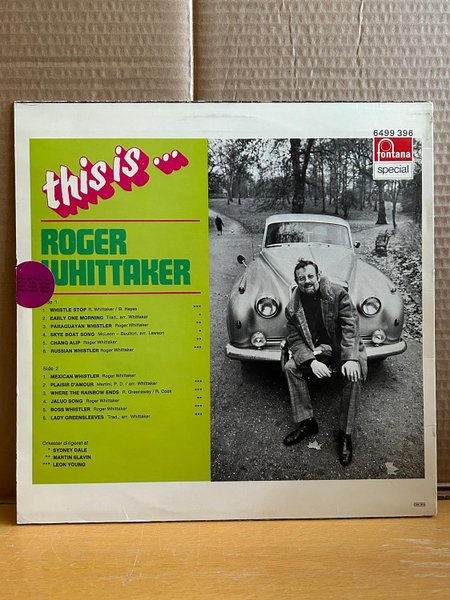 6499 396
fontana
special
this is ...
ROGER
WHITTAKER
Side 1
1. WHISTLE STOP R. Whittaker / B. Hayes ***
2. EARLY ONE MORNING Trad., arr. Whittaker *
3. PARAGUAYAN WHISTLER Roger Whittaker **
4. SKYE BOAT SONG McLeon - Boulton, arr. Lawson *
5. CHANG ALIP Roger Whittaker **
6. RUSSIAN WHISTLER Roger Whittaker ***
Side 2
1. MEXICAN WHISTLER Roger Whittaker
2. PLAISIR D'AMOUR Martini, P. D. / arr. Whittaker ***
3. WHERE THE RAINBOW ENDS R. Greenaway / R. Cook ***
4. JALUO SONG Roger Whittaker
5. BOSS WHISTLER Roger Whittaker ***
6. LADY GREENSLEEVES Trad., arr. Whittaker ***
Orkester dirigeret af
* SYDNEY DALE
** MARTIN SLAVIN
*** LEON YOUNG